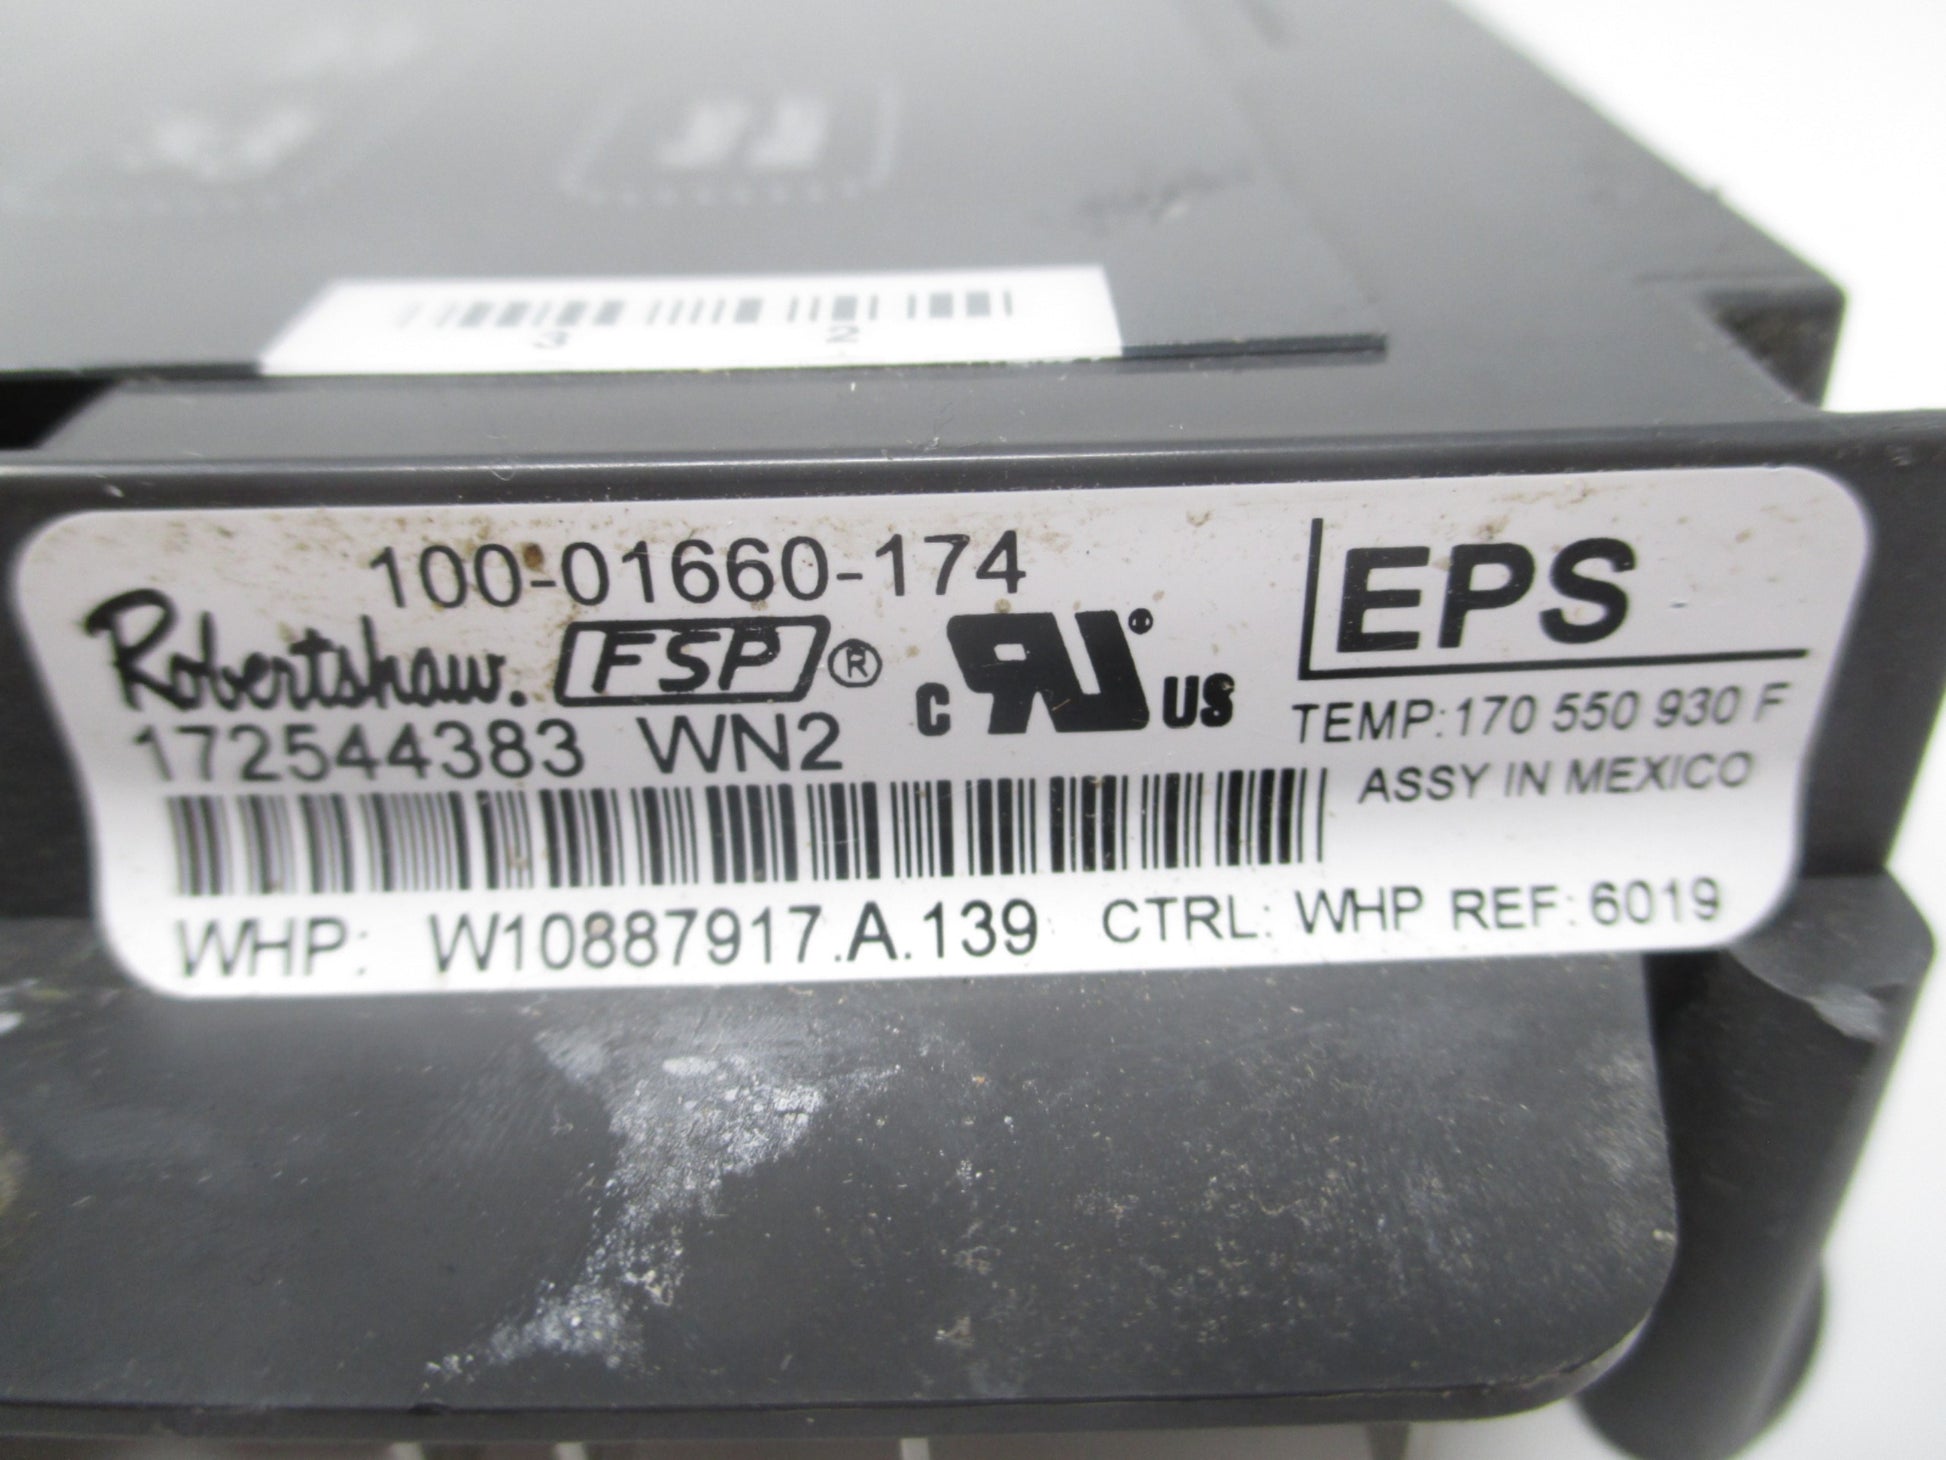 3 2
100-01660-174
Robertshaw. FSP®
172544383 WN2
C RU® US
EPS
TEMP:170 550 930 F
ASSY IN MEXICO
WHP: W10887917.A.139 CTRL: WHP REF:6019